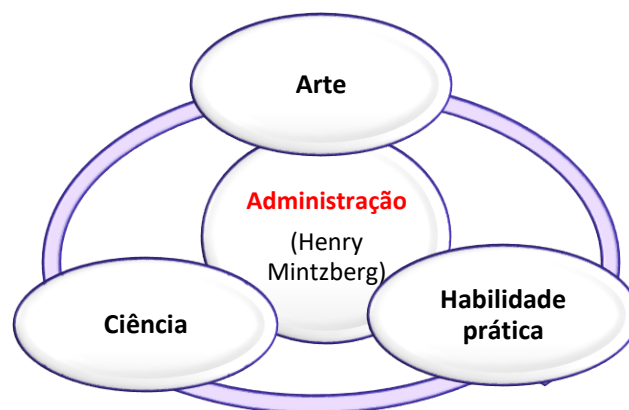 Arte
Administração
(Henry
Mintzberg)
Ciência
Habilidade
prática